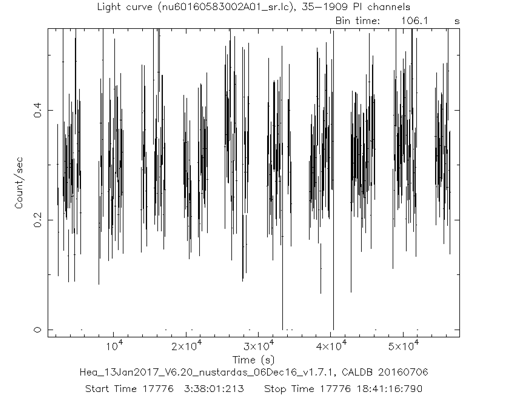 Light curve (nu60160583002A01_sr.lc), 35-1909 PI channels
Bin time: 106.1 s
0.4
0.2
0
Count/sec
10⁴ 2×10⁴ 3×10⁴ 4×10⁴ 5×10⁴
Time (s)
Hea_13Jan2017_V6.20_nustardas_06Dec16_v1.7.1, CALDB 20160706
Start Time 17776 3:38:01:213 Stop Time 17776 18:41:16:790